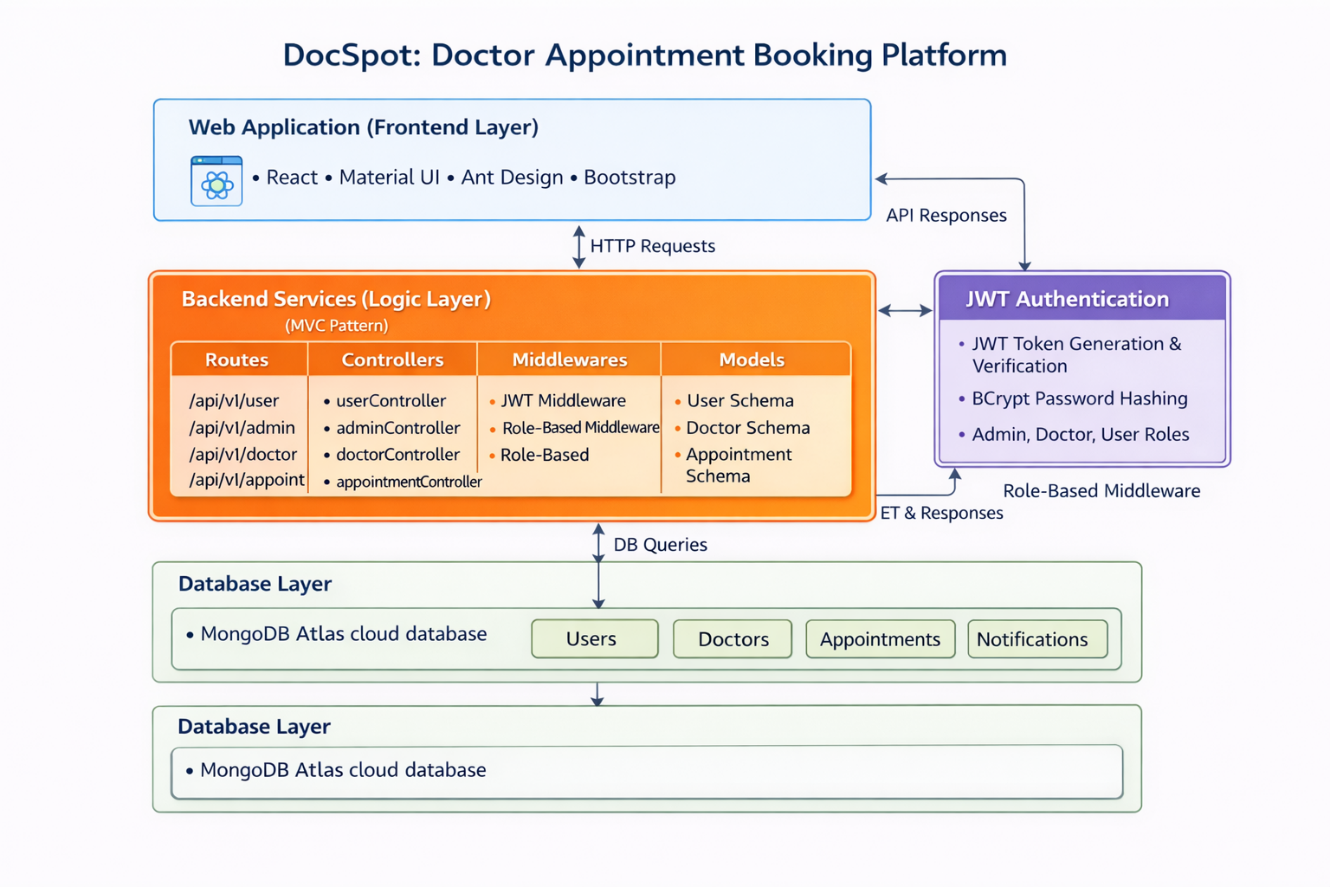 DocSpot: Doctor Appointment Booking Platform
Web Application (Frontend Layer)
• React • Material UI • Ant Design • Bootstrap
API Responses
HTTP Requests
Backend Services (Logic Layer)
(MVC Pattern)
Routes
/api/v1/user
/api/v1/admin
/api/v1/doctor
/api/v1/appoint
Controllers
• userController
• adminController
• doctorController
• appointmentController
Middlewares
• JWT Middleware
• Role-Based Middleware
• Role-Based
Models
• User Schema
• Doctor Schema
• Appointment
Schema
JWT Authentication
• JWT Token Generation &
Verification
• BCrypt Password Hashing
• Admin, Doctor, User Roles
Role-Based Middleware
ET & Responses
DB Queries
Database Layer
• MongoDB Atlas cloud database
Users
Doctors
Appointments
Notifications
Database Layer
• MongoDB Atlas cloud database